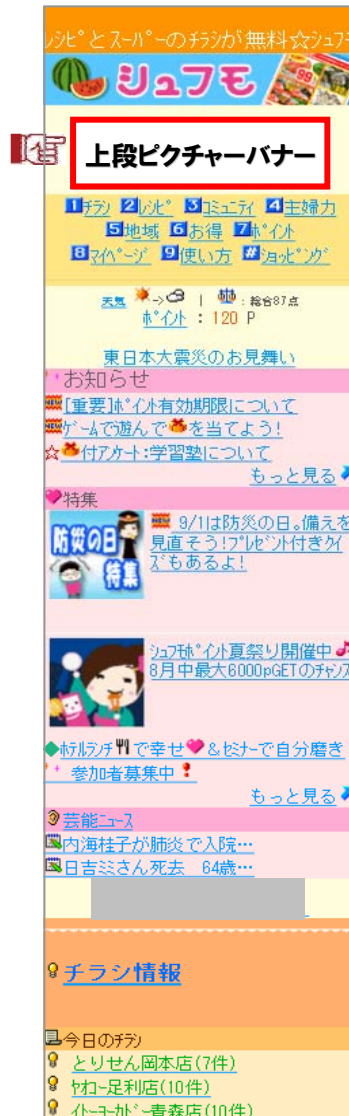 ﾚｼﾋﾟとｽｰﾊﾟｰのﾁﾗｼが無料☆ｼｭﾌﾓ
シュフモ
99
上段ピクチャーバナー
1ﾁﾗｼ 2ﾚｼﾋﾟ 3ｺﾐｭﾆﾃｨ 4主婦力
5地域 6お得 7ﾎﾟｲﾝﾄ
8ﾏｲﾍﾟｰｼﾞ 9使い方 #ｼｮｯﾋﾟﾝｸﾞ
天気 -> | : 総合87点
ﾎﾟｲﾝﾄ : 120 P
東日本大震災のお見舞い
お知らせ
NEW[重要]ﾎﾟｲﾝﾄ有効期限について
NEWｹﾞｰﾑで遊んでを当てよう!
☆付ｱﾝｹｰﾄ:学習塾について
もっと見る
特集
防災の日
特集
NEW 9/1は防災の日｡備えを
見直そう!ﾌﾟﾚｾﾞﾝﾄ付きｸｲ
ｽﾞもあるよ!
ｼｭﾌﾓﾎﾟｲﾝﾄ夏祭り開催中♪
8月中最大6000pGETのﾁｬﾝｽ
◆ﾎﾃﾙﾗﾝﾁで幸せ&ｾﾐﾅｰで自分磨き
参加者募集中!
もっと見る
芸能ﾆｭｰｽ
内海桂子が肺炎で入院…
日吉ミミさん死去 64歳…
チラシ情報
今日のﾁﾗｼ
とりせん岡本店(7件)
ﾔｵｺｰ足利店(10件)
ｲﾄｰﾖｰｶﾄﾞｰ青森店(10件)